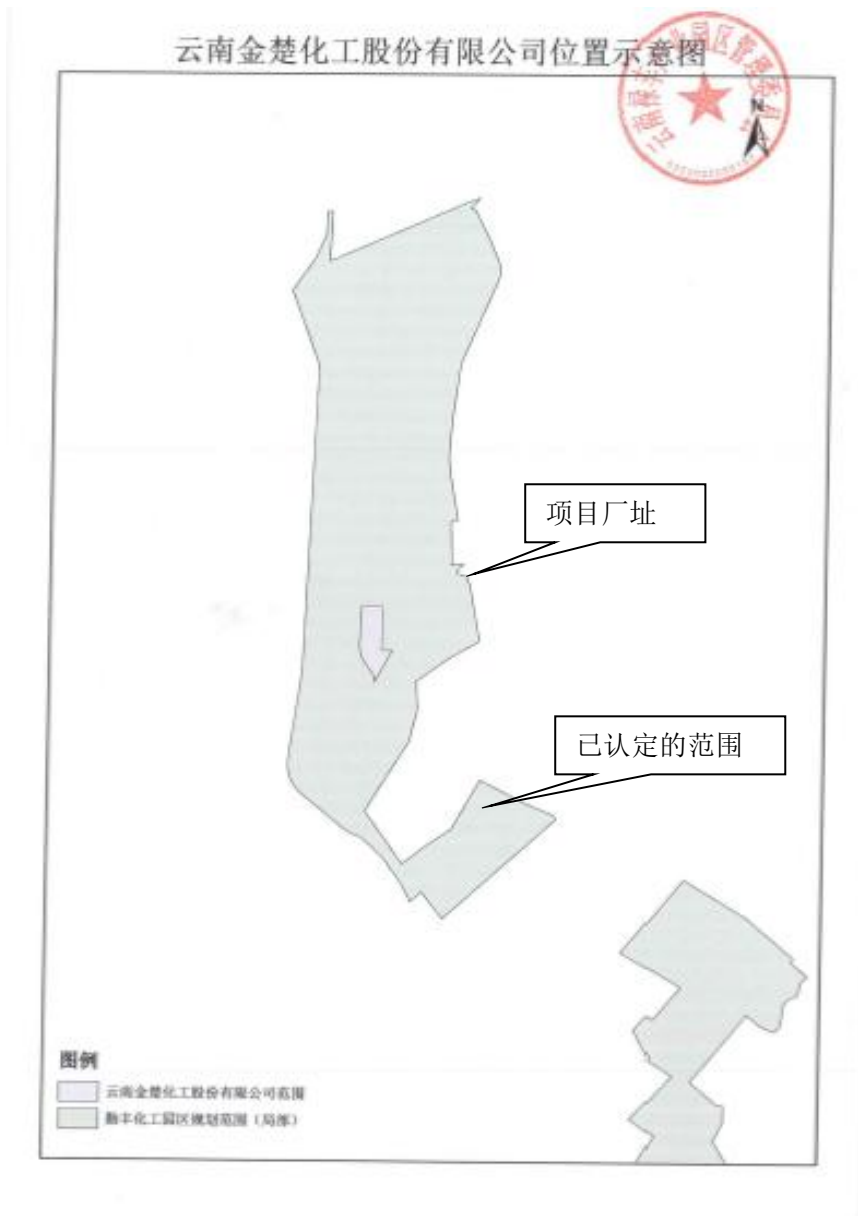 云南金楚化工股份有限公司位置示意图
N
项目厂址
已认定的范围
图例
云南金楚化工股份有限公司范围
勤丰化工园区规划范围（局部）